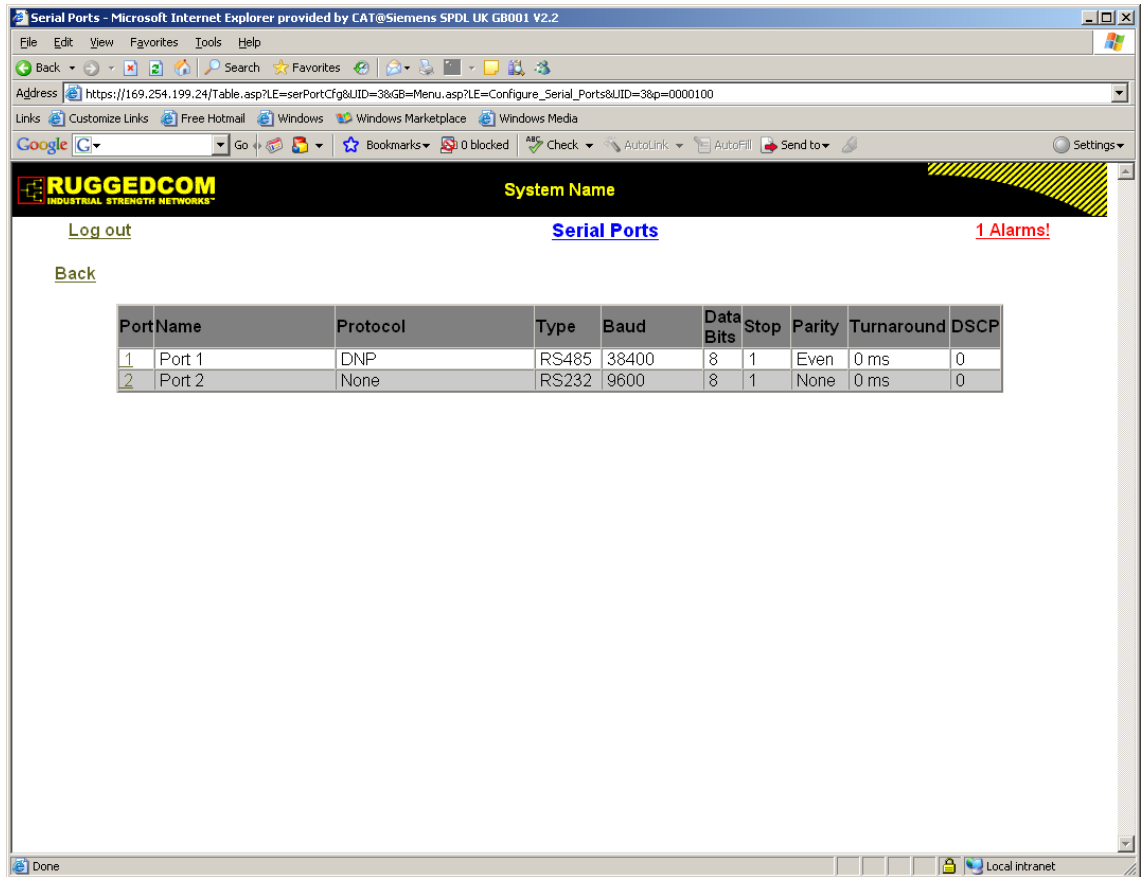 Serial Ports - Microsoft Internet Explorer provided by CAT@Siemens SPDL UK GB001 V2.2
File Edit View Favorites Tools Help
Back Search Favorites
Address https://169.254.199.24/Table.asp?LE=serPortCfg&UID=3&GB=Menu.asp?LE=Configure_Serial_Ports&UID=3&p=0000100
Links Customize Links Free Hotmail Windows Windows Marketplace Windows Media
Google G Go Bookmarks 0 blocked ABC Check AutoLink AutoFill Send to Settings
RUGGEDCOM
INDUSTRIAL STRENGTH NETWORKS™
System Name
Log out Serial Ports 1 Alarms!
Back
Port Name Protocol Type Baud Data Bits Stop Parity Turnaround DSCP
1 Port 1 DNP RS485 38400 8 1 Even 0 ms 0
2 Port 2 None RS232 9600 8 1 None 0 ms 0
Done Local intranet